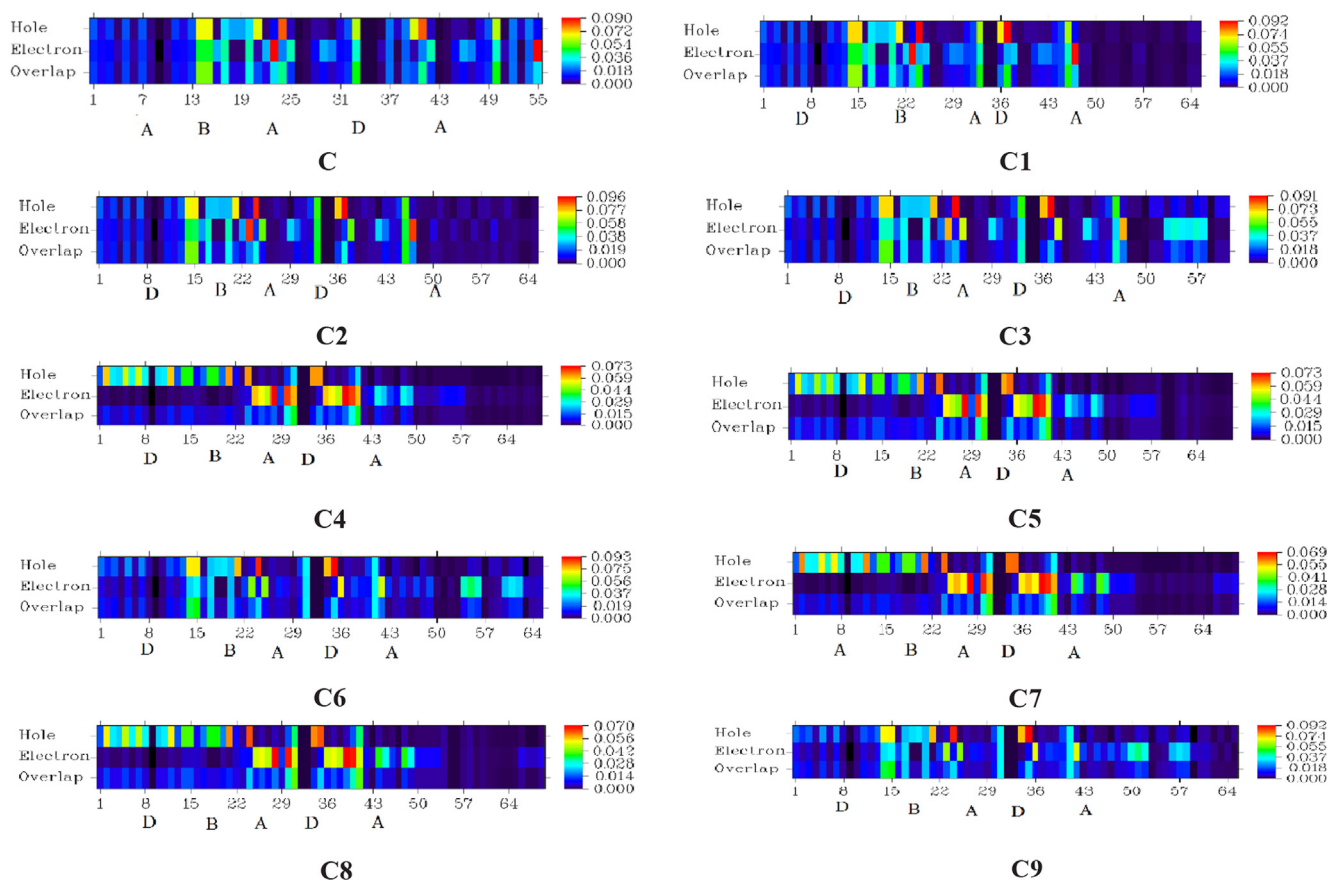 Hole
Electron
Overlap
0.090
0.072
0.054
0.036
0.018
0.000
1 7 13 19 25 31 37 43 49 55
A B A D A
C
Hole
Electron
Overlap
0.092
0.074
0.055
0.037
0.018
0.000
1 8 15 22 29 36 43 50 57 64
D B A D A
C1
Hole
Electron
Overlap
0.096
0.077
0.058
0.038
0.019
0.000
1 8 15 22 29 36 43 50 57 64
D B A D A
C2
Hole
Electron
Overlap
0.091
0.073
0.055
0.037
0.018
0.000
1 8 15 22 29 36 43 50 57
D B A D A
C3
Hole
Electron
Overlap
0.073
0.059
0.044
0.029
0.015
0.000
1 8 15 22 29 36 43 50 57 64
D B A D A
C4
Hole
Electron
Overlap
0.073
0.059
0.044
0.029
0.015
0.000
1 8 15 22 29 36 43 50 57 64
D B A D A
C5
Hole
Electron
Overlap
0.093
0.075
0.056
0.037
0.019
0.000
1 8 15 22 29 36 43 50 57 64
D B A D A
C6
Hole
Electron
Overlap
0.069
0.055
0.041
0.028
0.014
0.000
1 8 15 22 29 36 43 50 57 64
A B A D A
C7
Hole
Electron
Overlap
0.070
0.056
0.042
0.028
0.014
0.000
1 8 15 22 29 36 43 50 57 64
D B A D A
C8
Hole
Electron
Overlap
0.092
0.074
0.055
0.037
0.018
0.000
1 8 15 22 29 36 43 50 57 64
D B A D A
C9